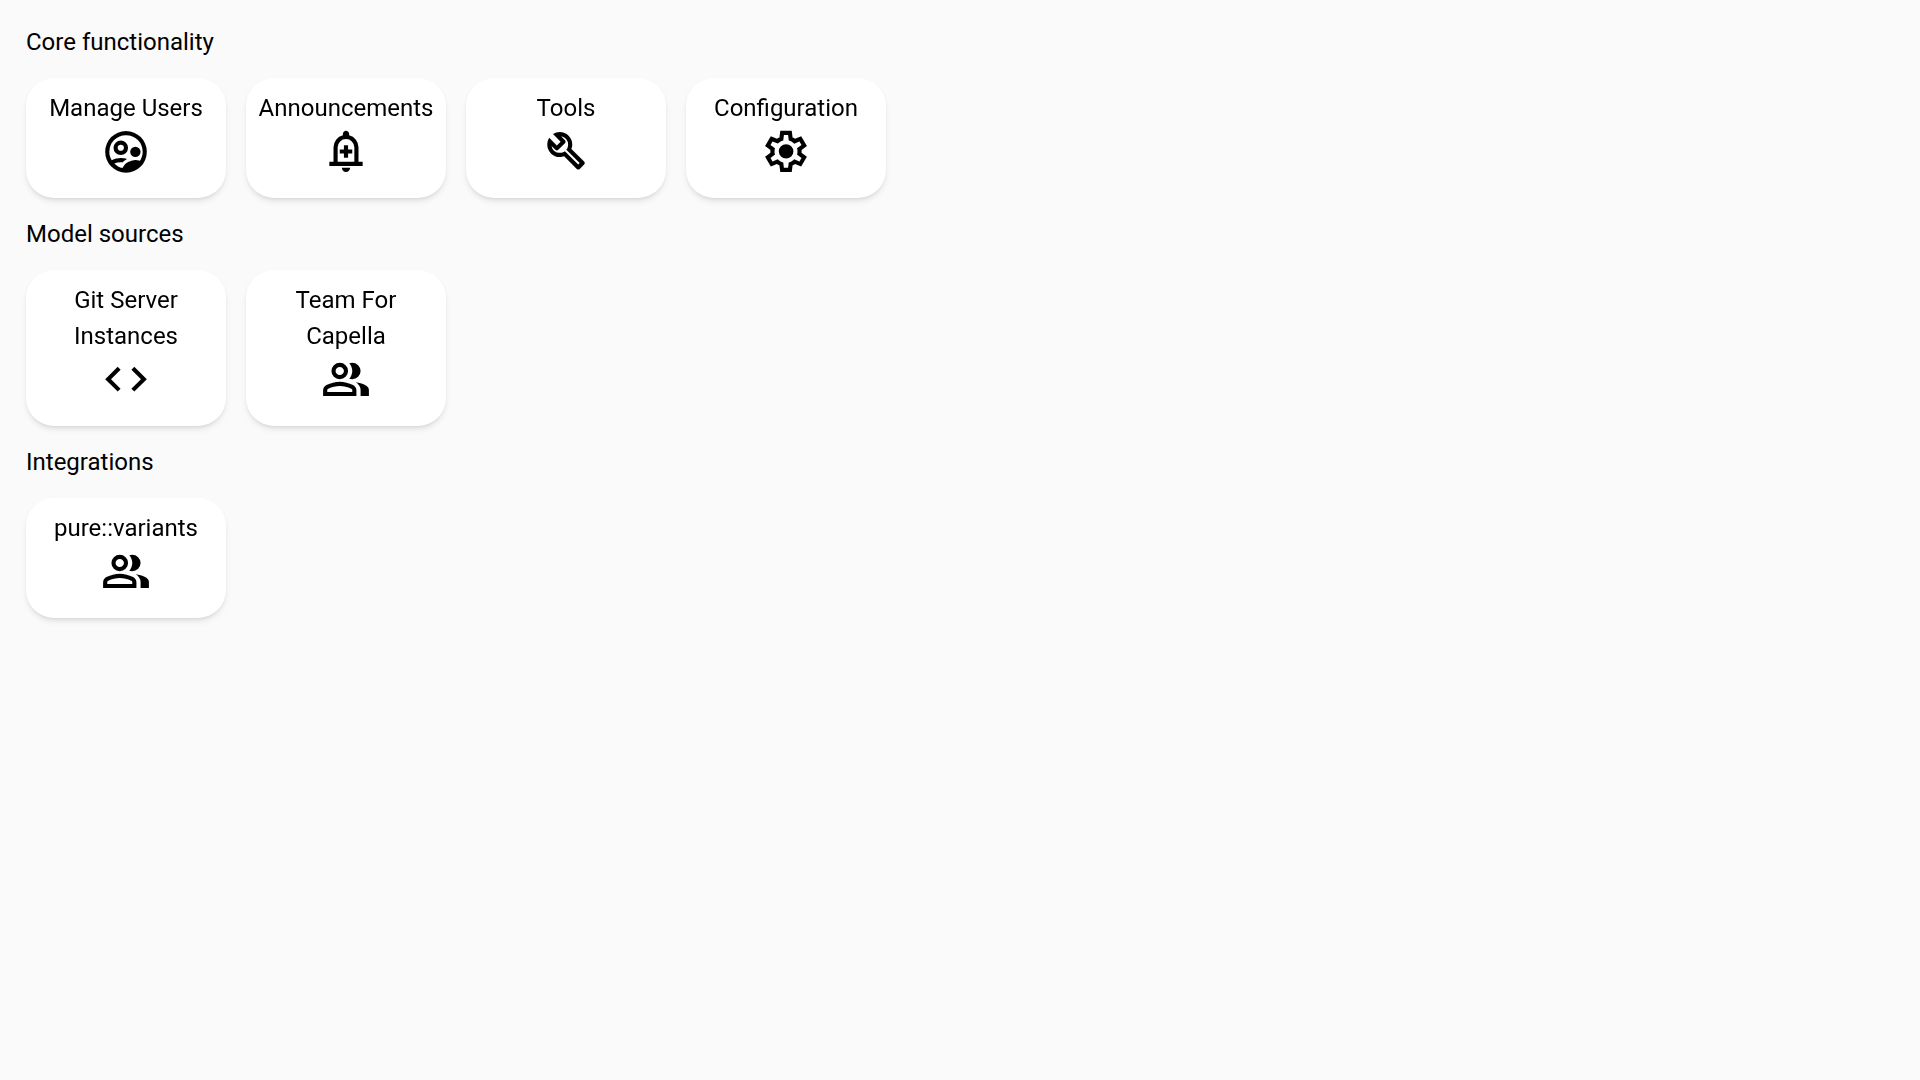 Core functionality
Manage Users
Announcements
Tools
Configuration
Model sources
Git Server
Instances
Team For
Capella
Integrations
pure::variants